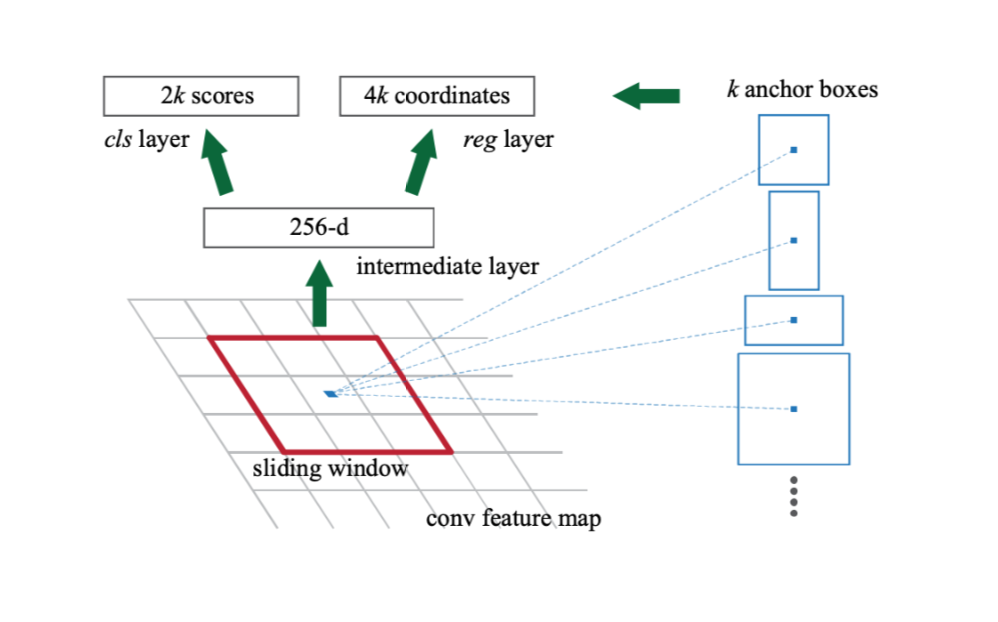 2k scores
4k coordinates
k anchor boxes
cls layer
reg layer
256-d
intermediate layer
sliding window
conv feature map